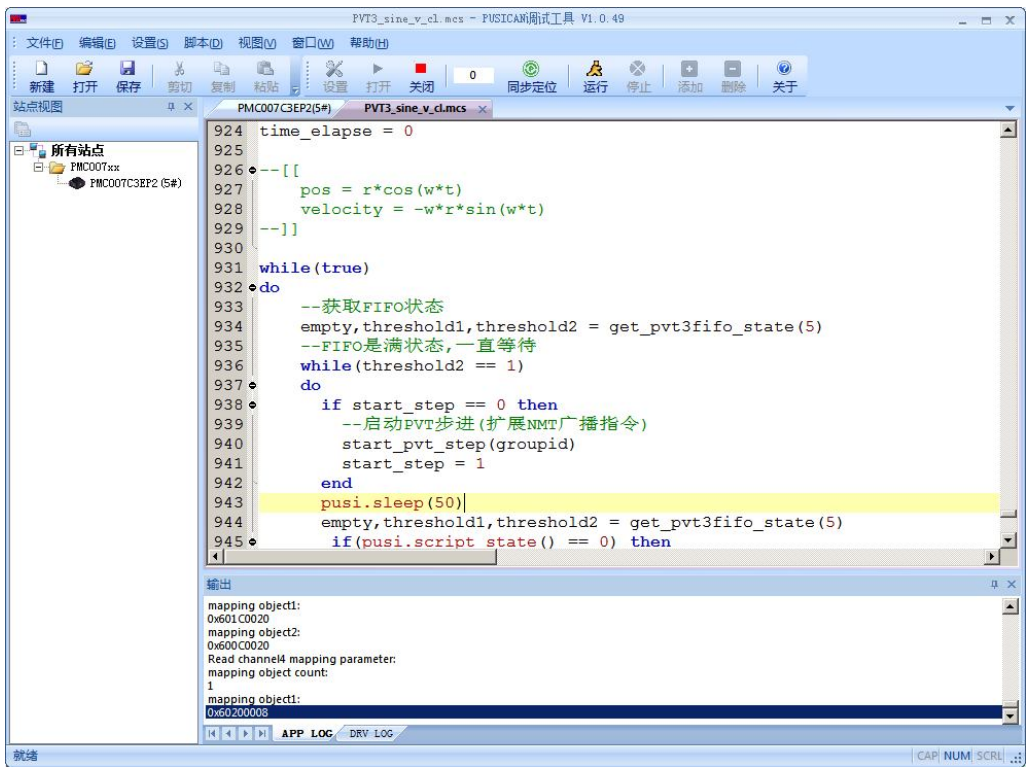 PVT3_sine_v_cl.mcs - PUSICAN调试工具 V1.0.49
文件(F) 编辑(E) 设置(S) 脚本(D) 视图(V) 窗口(W) 帮助(H)
新建 打开 保存 剪切 复制 粘贴 设置 打开 关闭 0 同步定位 运行 停止 添加 删除 关于
站点视图
所有站点
PMC007xx
PMC007C3EP2 (5#)
PMC007C3EP2(5#) PVT3_sine_v_cl.mcs
924 time_elapse = 0
925
926 --[[
927 pos = r*cos(w*t)
928 velocity = -w*r*sin(w*t)
929 --]]
930
931 while(true)
932 do
933 --获取FIFO状态
934 empty,threshold1,threshold2 = get_pvt3fifo_state(5)
935 --FIFO是满状态,一直等待
936 while(threshold2 == 1)
937 do
938 if start_step == 0 then
939 --启动PVT步进(扩展NMT广播指令)
940 start_pvt_step(groupid)
941 start_step = 1
942 end
943 pusi.sleep(50)
944 empty,threshold1,threshold2 = get_pvt3fifo_state(5)
945 if(pusi.script_state() == 0) then
输出
mapping object1:
0x601C0020
mapping object2:
0x600C0020
Read channel4 mapping parameter:
mapping object count:
1
mapping object1:
0x60200008
APP LOG DRV LOG
就绪
CAP NUM SCRL